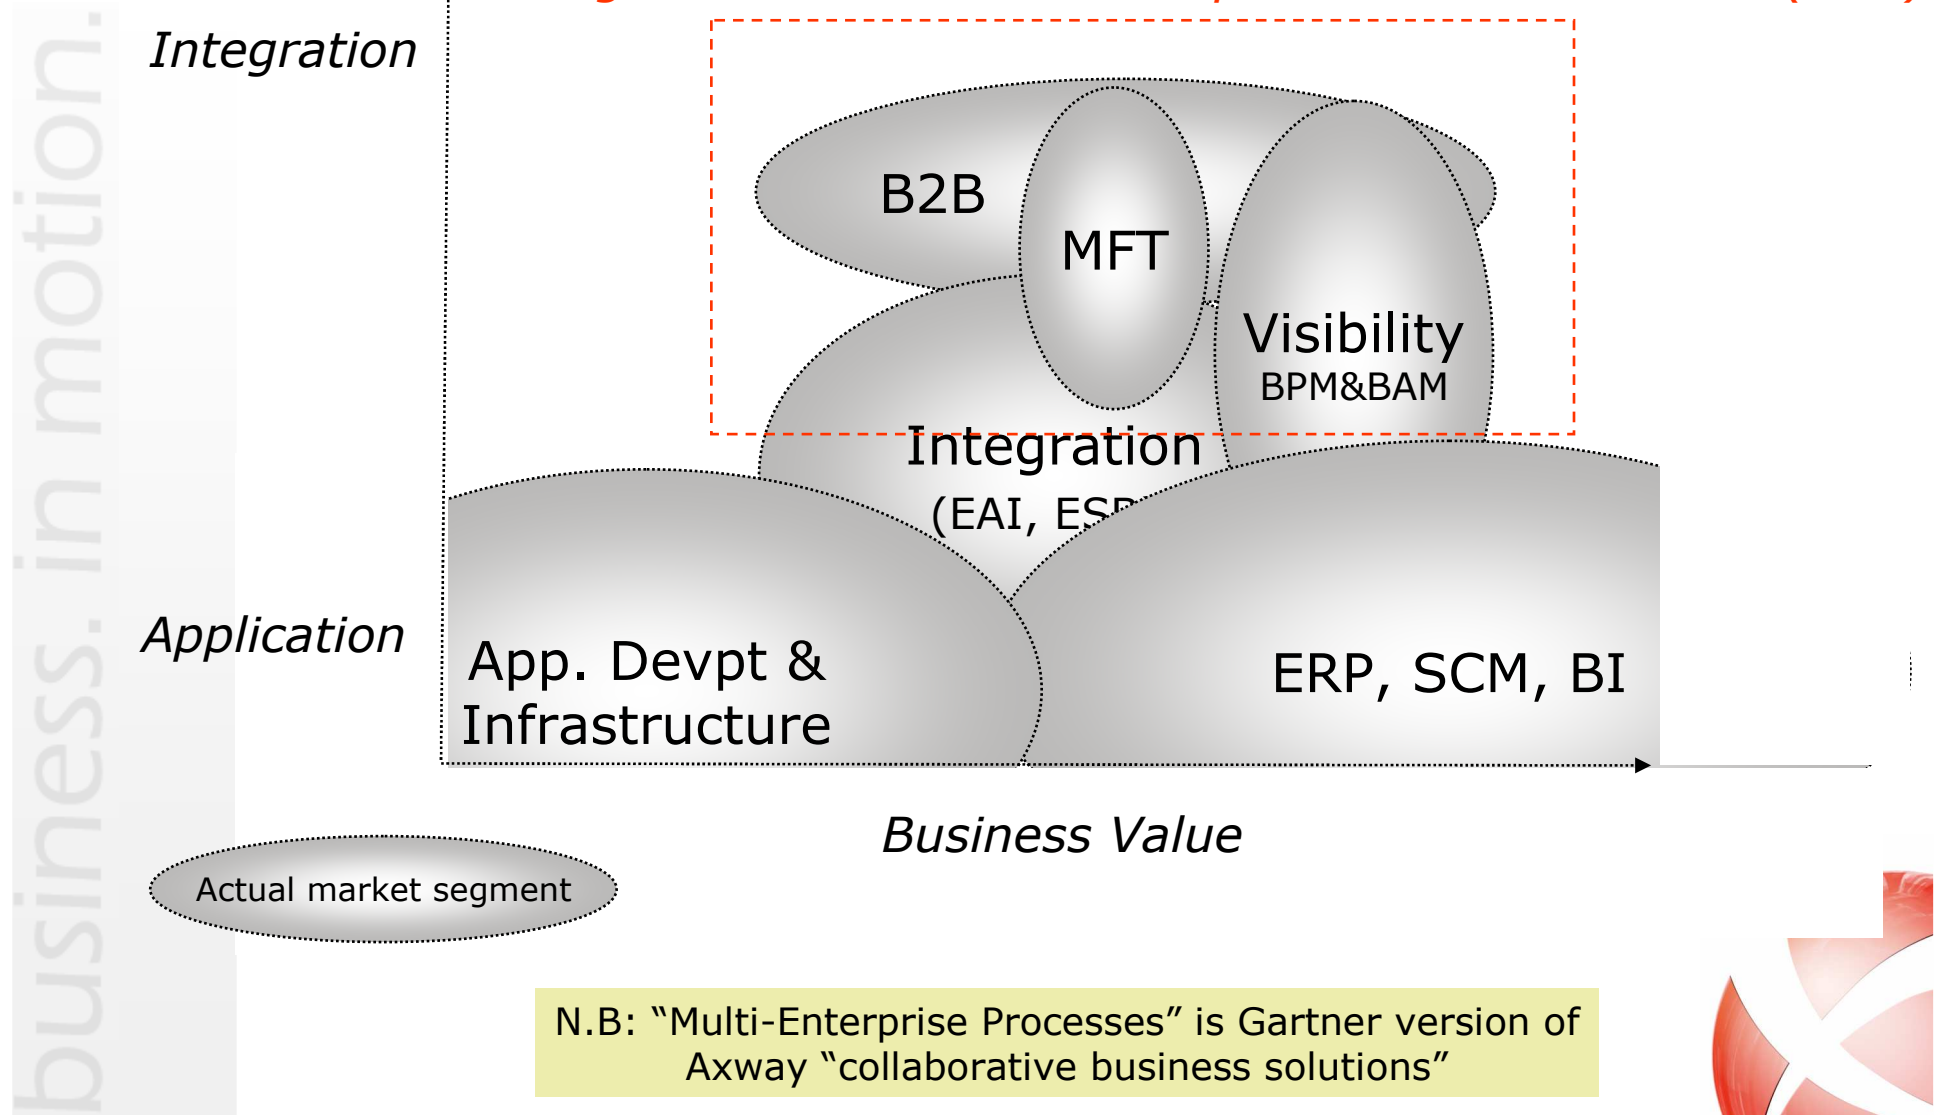 Integration
B2B
MFT
Visibility
BPM&BAM
Integration
(EAI, ESB
Application
App. Devpt &
Infrastructure
ERP, SCM, BI
Business Value
Actual market segment
N.B: “Multi-Enterprise Processes” is Gartner version of
Axway “collaborative business solutions”
business. in motion.